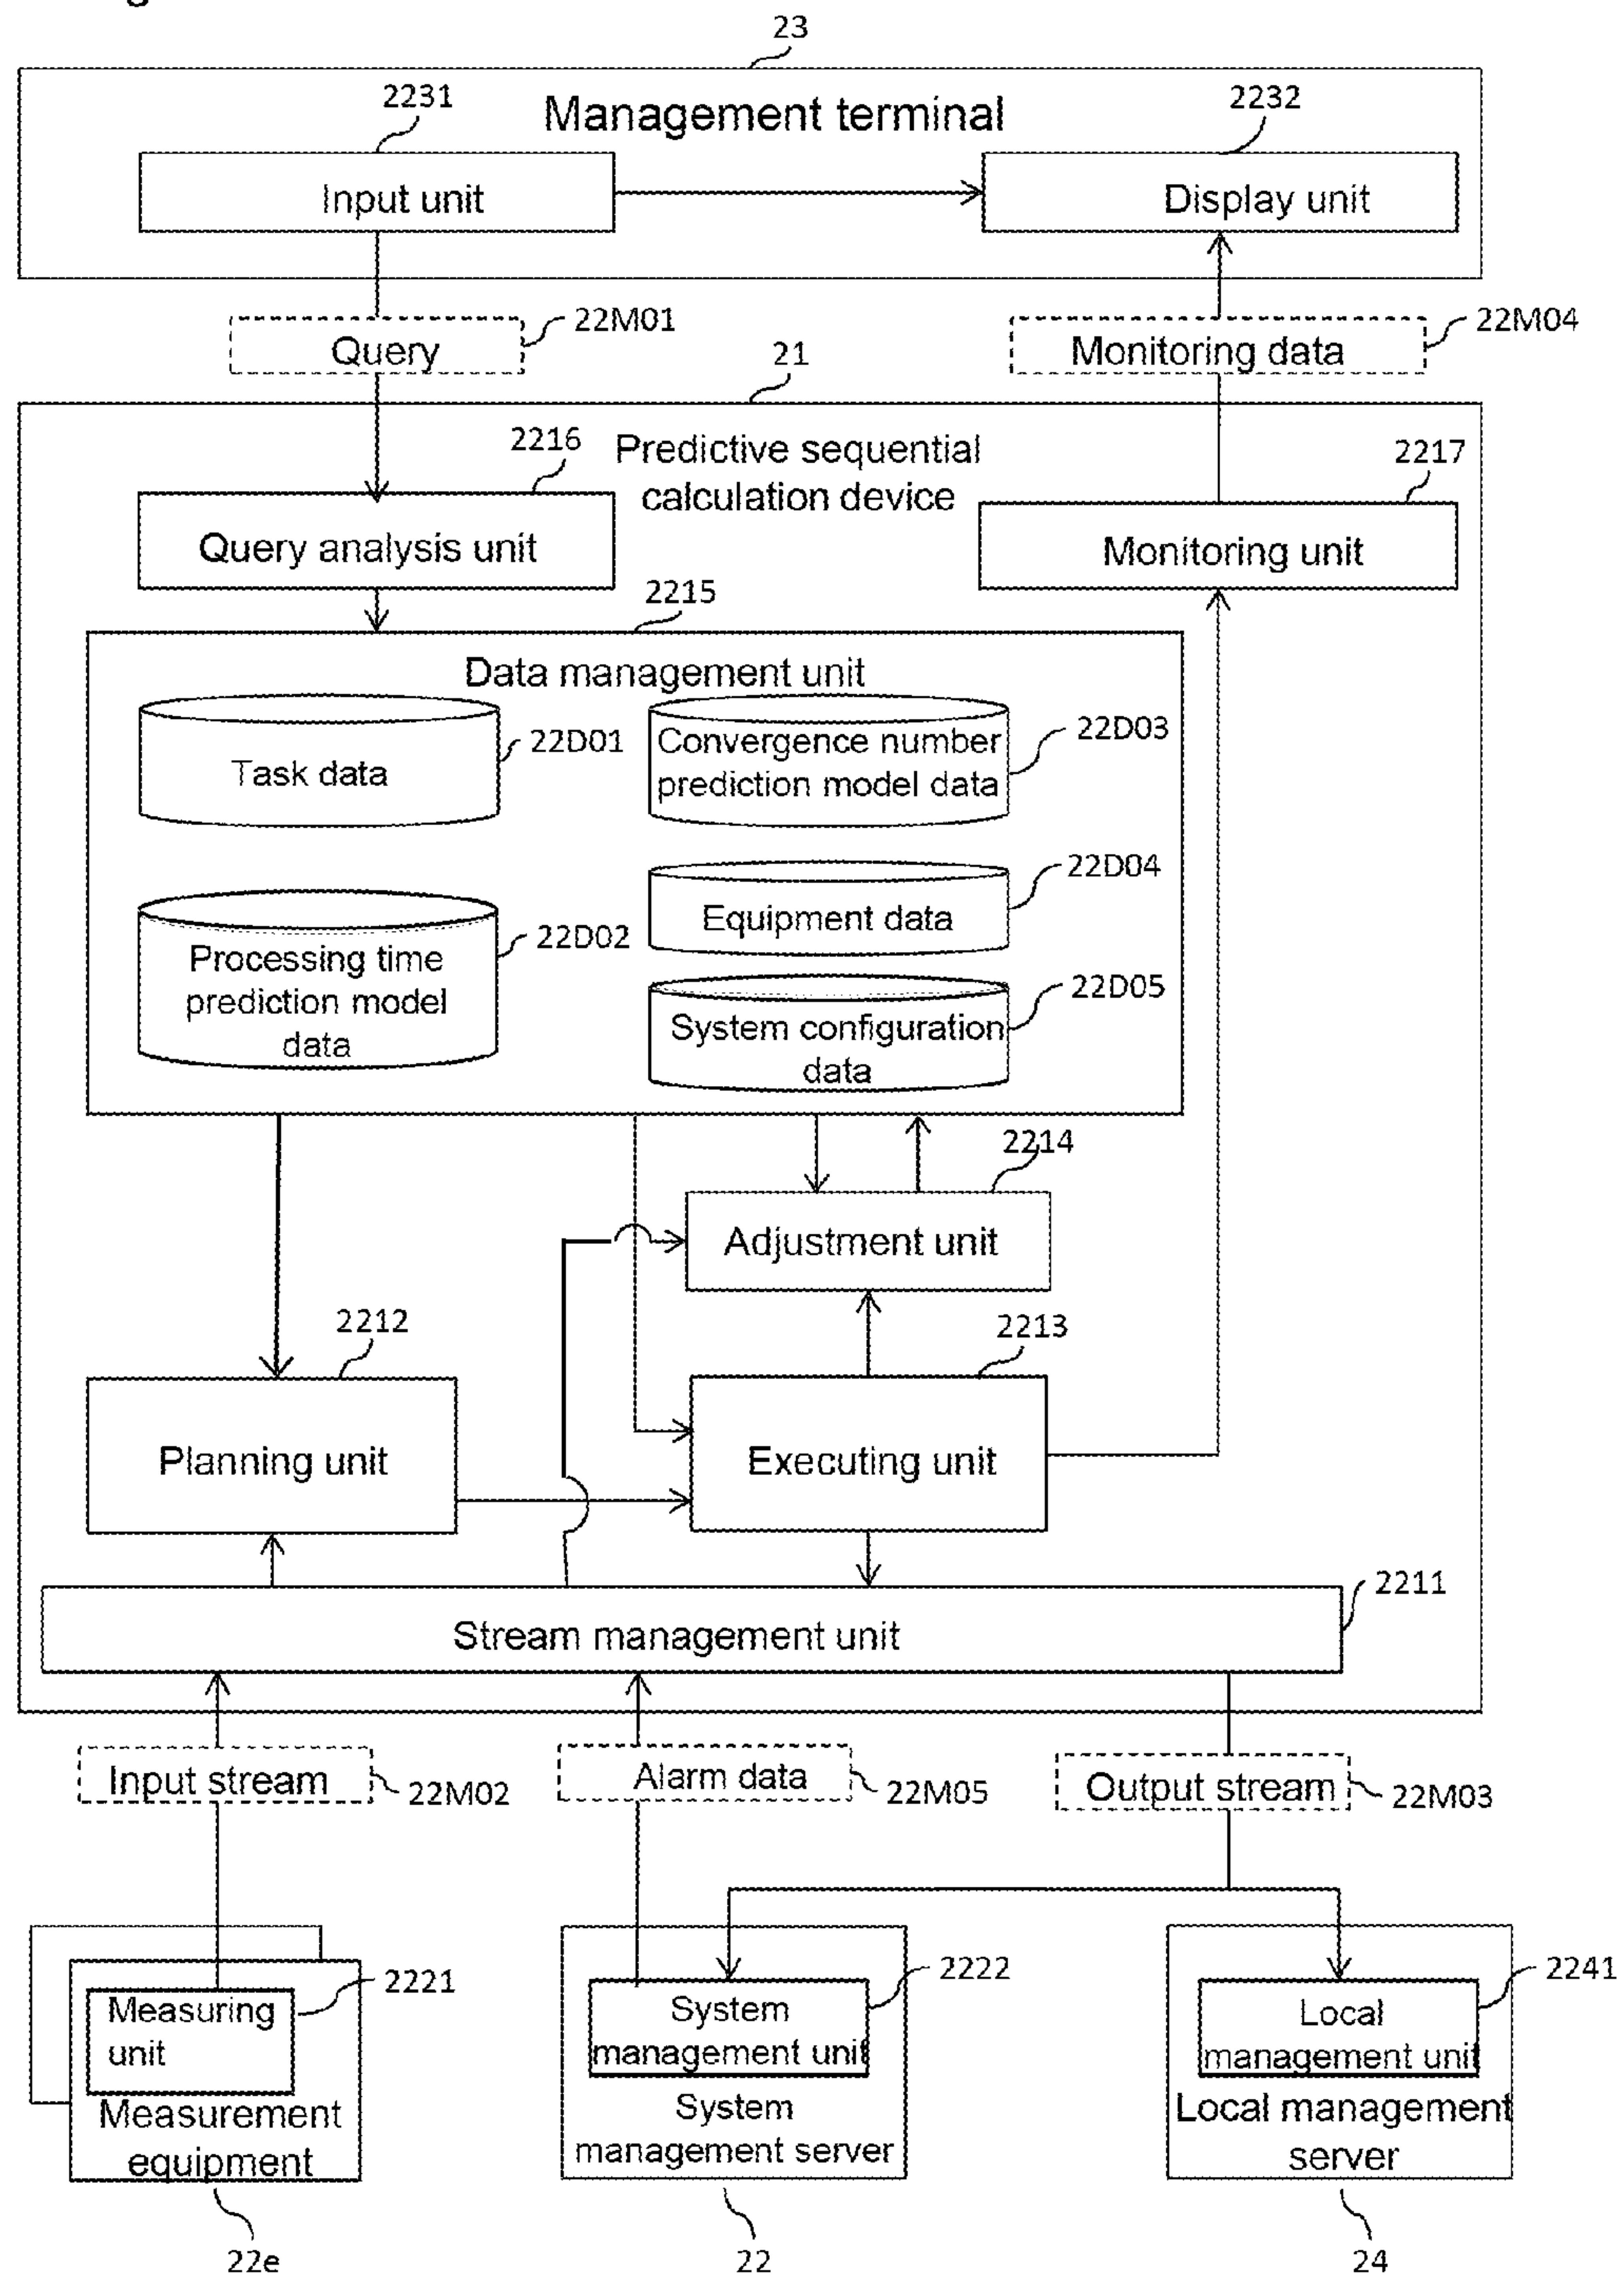 23
Management terminal
2231
2232
Input unit
Display unit
Query
22M01
Monitoring data
22M04
21
Predictive sequential
calculation device
2216
2217
Query analysis unit
Monitoring unit
2215
Data management unit
Task data
22D01
Convergence number
prediction model data
22D03
Processing time
prediction model
data
22D02
Equipment data
22D04
System configuration
data
22D05
2214
Adjustment unit
2212
2213
Planning unit
Executing unit
2211
Stream management unit
Input stream
22M02
Alarm data
22M05
Output stream
22M03
Measuring
unit
2221
Measurement
equipment
22e
System
management unit
2222
System
management server
22
Local
management unit
2241
Local management
server
24